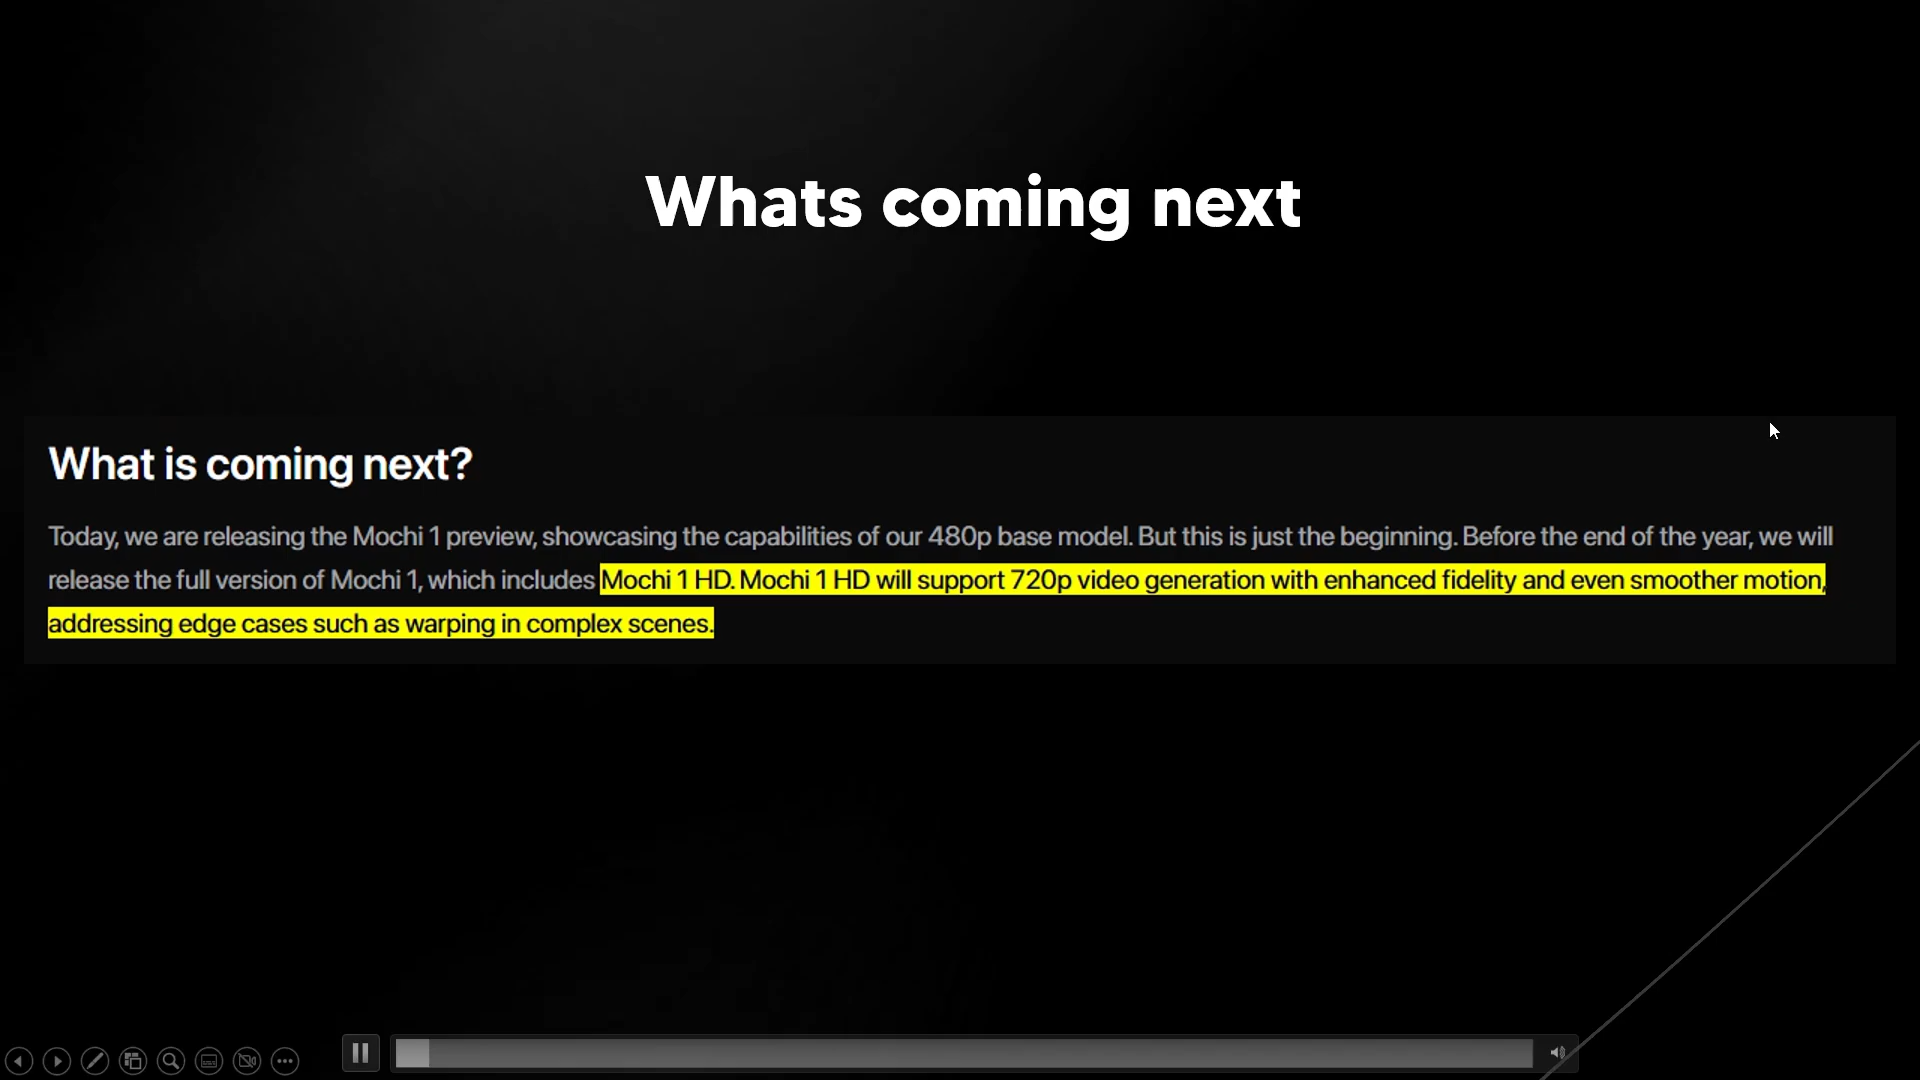 Whats coming next
What is coming next?
Today, we are releasing the Mochi 1 preview, showcasing the capabilities of our 480p base model. But this is just the beginning. Before the end of the year, we will
release the full version of Mochi 1, which includes Mochi 1 HD. Mochi 1 HD will support 720p video generation with enhanced fidelity and even smoother motion,
addressing edge cases such as warping in complex scenes.